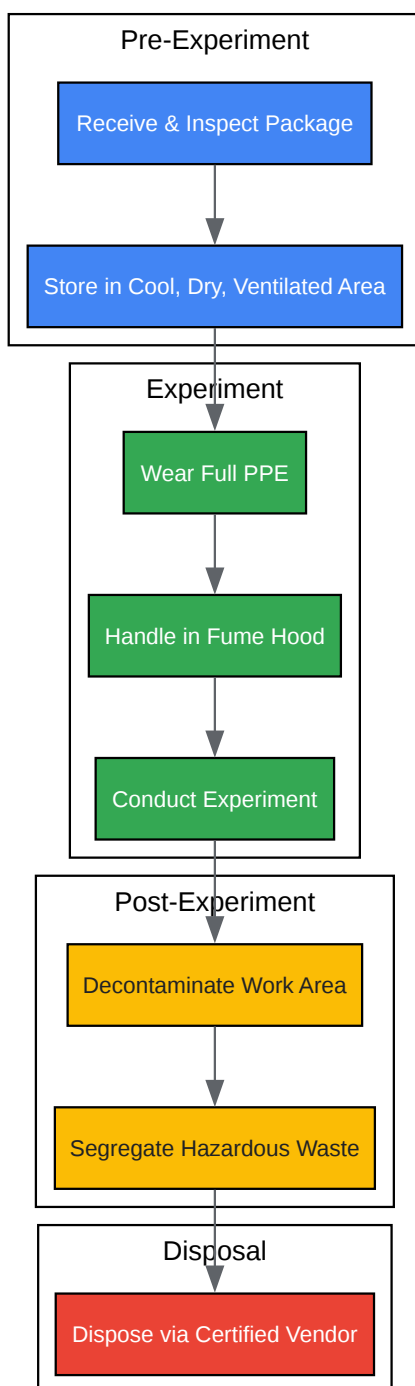 Pre-Experiment
Receive & Inspect Package
Store in Cool, Dry, Ventilated Area
Experiment
Wear Full PPE
Handle in Fume Hood
Conduct Experiment
Post-Experiment
Decontaminate Work Area
Segregate Hazardous Waste
Disposal
Dispose via Certified Vendor